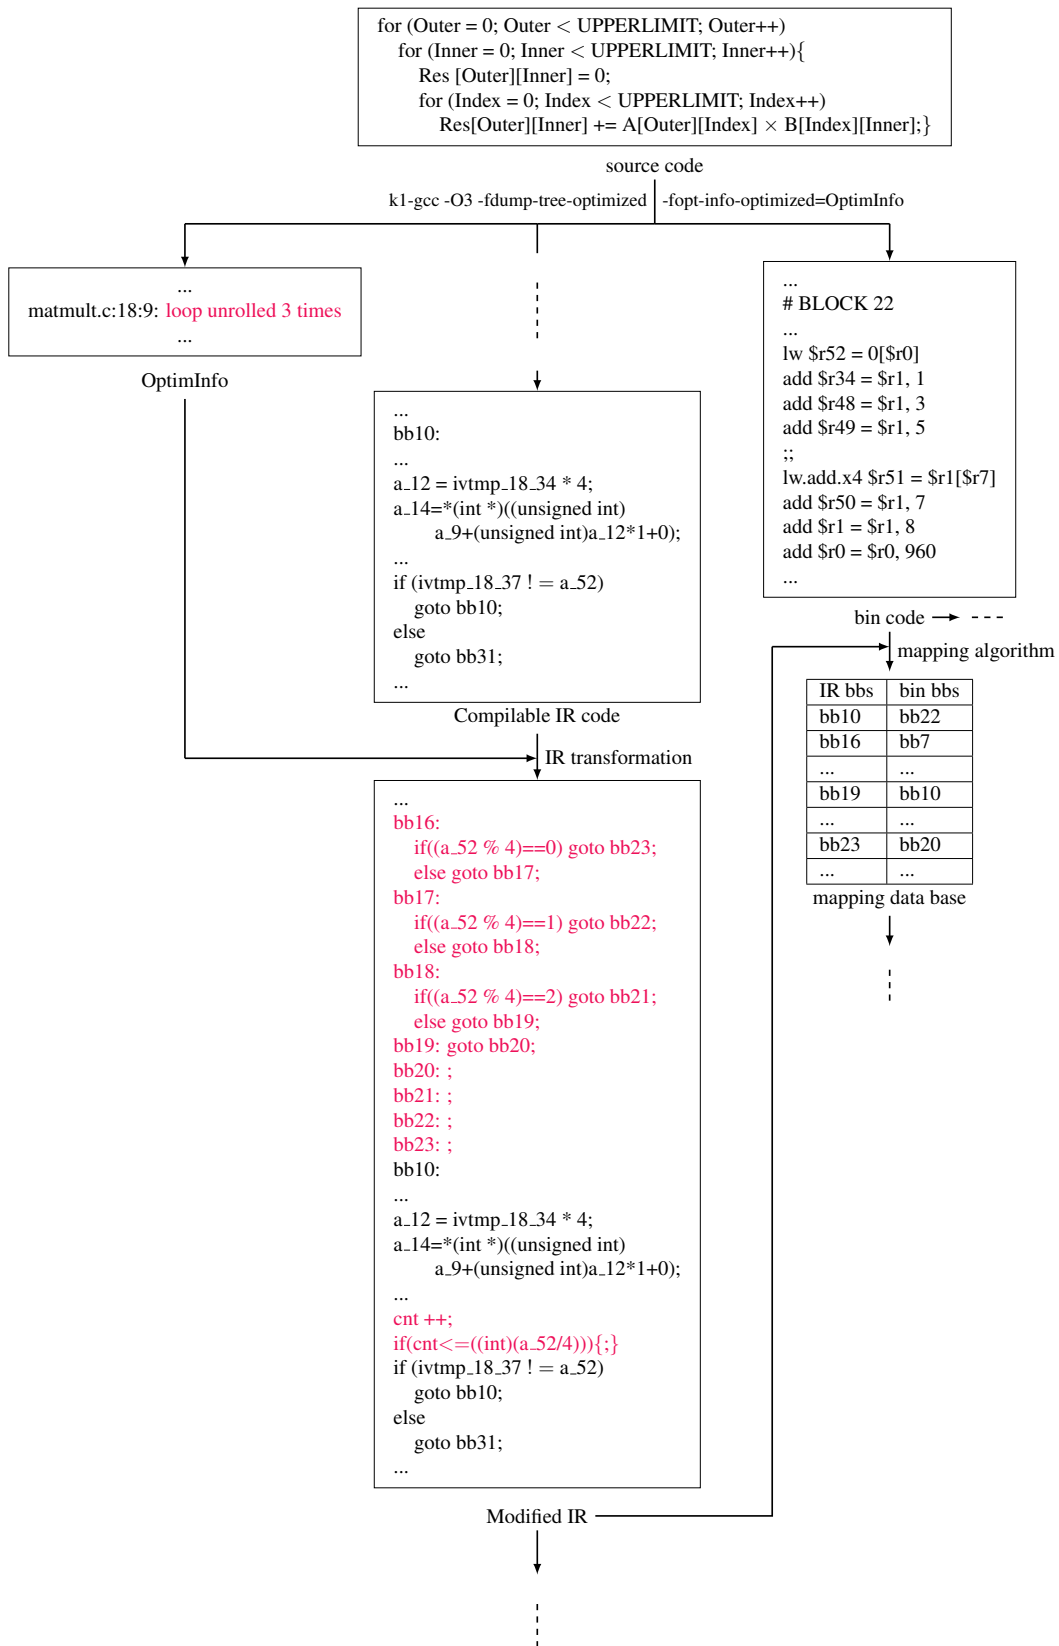 for (Outer = 0; Outer < UPPERLIMIT; Outer++)
for (Inner = 0; Inner < UPPERLIMIT; Inner++){
Res [Outer][Inner] = 0;
for (Index = 0; Index < UPPERLIMIT; Index++)
Res[Outer][Inner] += A[Outer][Index] × B[Index][Inner];}
source code
k1-gcc -O3 -fdump-tree-optimized -fopt-info-optimized=OptimInfo
...
matmult.c:18:9: loop unrolled 3 times
...
OptimInfo
...
bb10:
...
a_12 = ivtmp_18_34 * 4;
a_14=*(int *)((unsigned int)
a_9+(unsigned int)a_12*1+0);
...
if (ivtmp_18_37 ! = a_52)
goto bb10;
else
goto bb31;
...
Compilable IR code
IR transformation
...
# BLOCK 22
...
lw $r52 = 0[$r0]
add $r34 = $r1, 1
add $r48 = $r1, 3
add $r49 = $r1, 5
;;
lw.add.x4 $r51 = $r1[$r7]
add $r50 = $r1, 7
add $r1 = $r1, 8
add $r0 = $r0, 960
...
bin code
mapping algorithm
IR bbs bin bbs
bb10 bb22
bb16 bb7
... ...
bb19 bb10
... ...
bb23 bb20
... ...
mapping data base
...
bb16:
if((a_52 % 4)==0) goto bb23;
else goto bb17;
bb17:
if((a_52 % 4)==1) goto bb22;
else goto bb18;
bb18:
if((a_52 % 4)==2) goto bb21;
else goto bb19;
bb19: goto bb20;
bb20: ;
bb21: ;
bb22: ;
bb23: ;
bb10:
...
a_12 = ivtmp_18_34 * 4;
a_14=*(int *)((unsigned int)
a_9+(unsigned int)a_12*1+0);
...
cnt ++;
if(cnt<=((int)(a_52/4))){;}
if (ivtmp_18_37 ! = a_52)
goto bb10;
else
goto bb31;
...
Modified IR